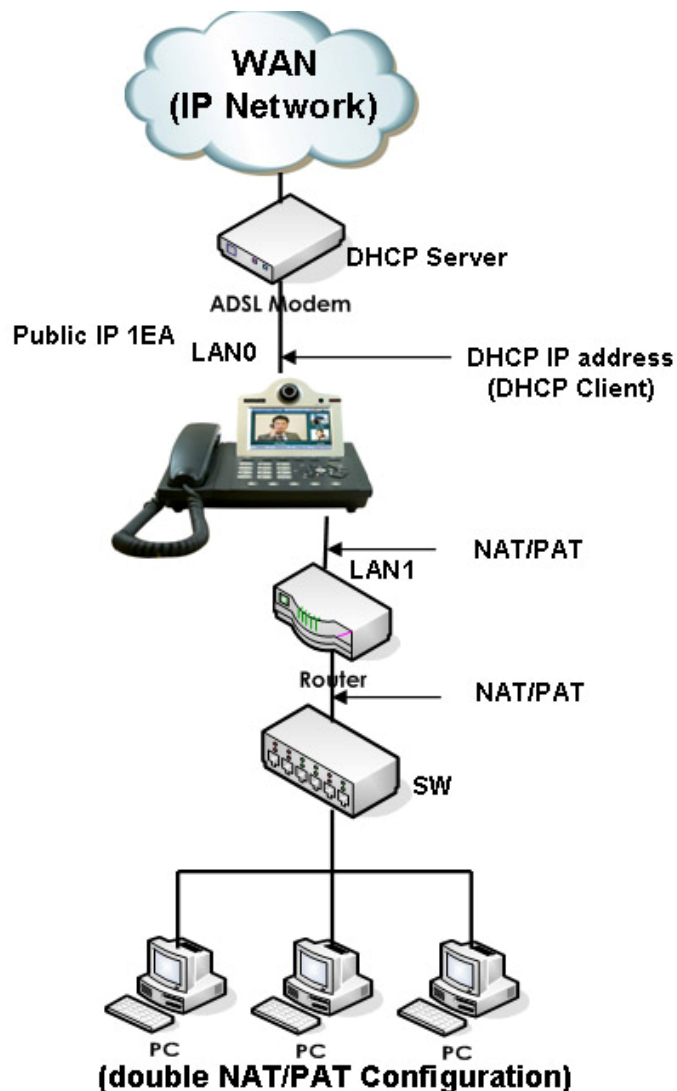 WAN
(IP Network)
DHCP Server
ADSL Modem
Public IP 1EA
LAN0
DHCP IP address
(DHCP Client)
NAT/PAT
LAN1
Router
NAT/PAT
SW
PC
PC
PC
(double NAT/PAT Configuration)